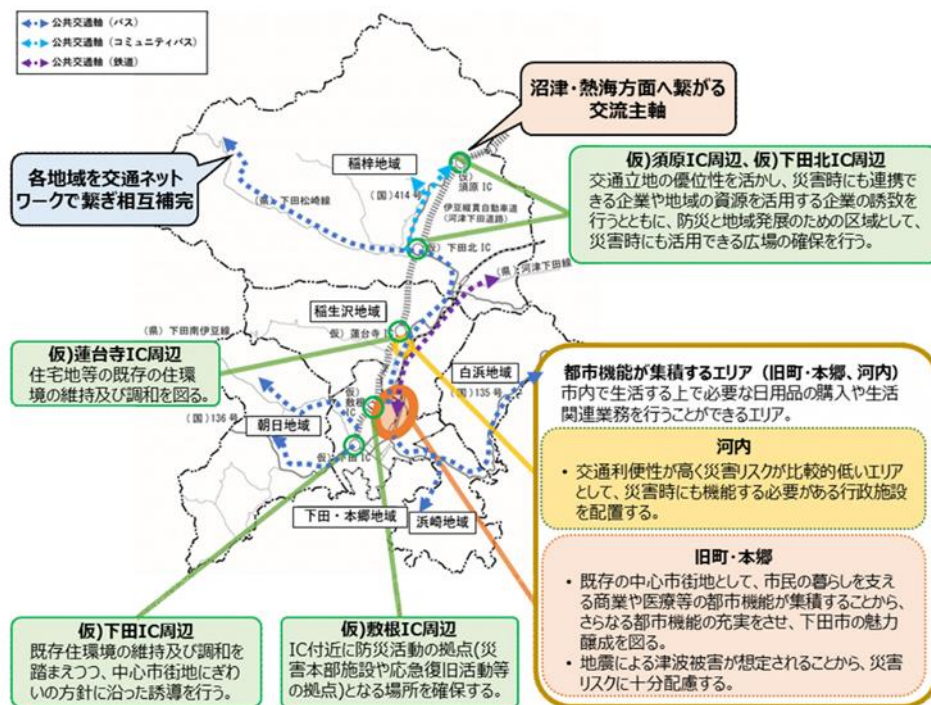 公共交通軸（バス）
公共交通軸（コミュニティバス）
公共交通軸（鉄道）
沼津・熱海方面へ繋がる
交流主軸
各地域を交通ネット
ワークで繋ぎ相互補完
稲梓地域
（国）414号
（県）下田松崎線
仮）
須原IC
伊豆縦貫自動車道
（河津下田道路）
仮）下田北IC
（県）河津下田線
仮）須原IC周辺、仮）下田北IC周辺
交通立地の優位性を活かし、災害時にも連携で
きる企業や地域の資源を活用する企業の誘致を
行うとともに、防災と地域発展のための区域として、
災害時にも活用できる広場の確保を行う。
稲生沢地域
（県）下田南伊豆線
仮）蓮台寺IC
仮）蓮台寺IC周辺
住宅地等の既存の住環
境の維持及び調和を図る。
白浜地域
（国）135号
仮）
敷根
IC
（国）136号
朝日地域
仮）下田IC
下田・本郷地域
浜崎地域
都市機能が集積するエリア（旧町・本郷、河内）
市内で生活する上で必要な日用品の購入や生活
関連業務を行うことができるエリア。
河内
・ 交通利便性が高く災害リスクが比較的低いエリア
として、災害時にも機能する必要がある行政施設
を配置する。
旧町・本郷
・ 既存の中心市街地として、市民の暮らしを支え
る商業や医療等の都市機能が集積することから、
さらなる都市機能の充実をさせ、下田市の魅力
醸成を図る。
・ 地震による津波被害が想定されることから、災害
リスクに十分配慮する。
仮）下田IC周辺
既存住環境の維持及び調和を
踏まえつつ、中心市街地にぎわ
いの方針に沿った誘導を行う。
仮）敷根IC周辺
IC付近に防災活動の拠点(災
害本部施設や応急復旧活動等
の拠点)となる場所を確保する。